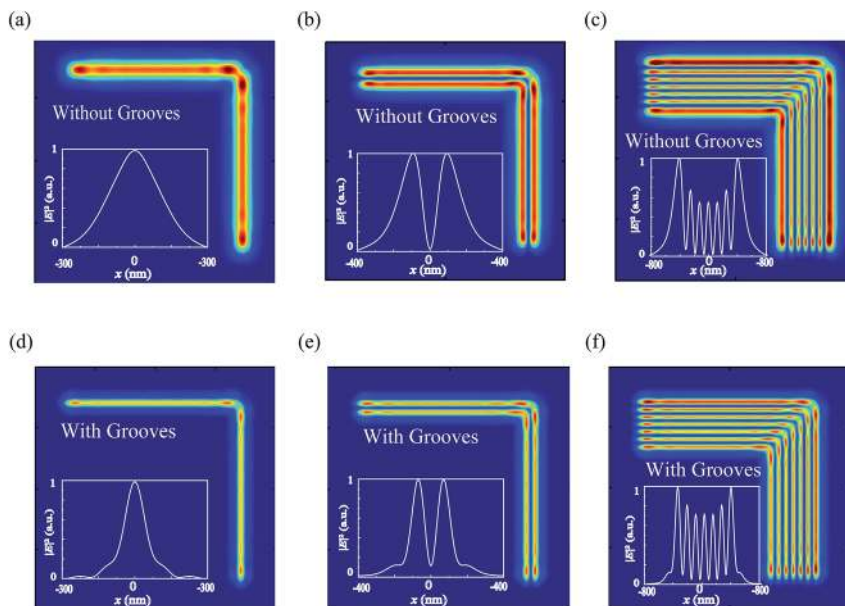 (a)
(b)
(c)
Without Grooves
Without Grooves
Without Grooves
1
|E|² (a.u.)
0
-300
0
-300
x (nm)
1
|E|² (a.u.)
0
-400
0
-400
x (nm)
1
|E|² (a.u.)
0
-800
0
-800
x (nm)
(d)
(e)
(f)
With Grooves
With Grooves
With Grooves
1
|E|² (a.u.)
0
-300
0
-300
x (nm)
1
|E|² (a.u.)
0
-400
0
-400
x (nm)
1
|E|² (a.u.)
0
-800
0
-800
x (nm)